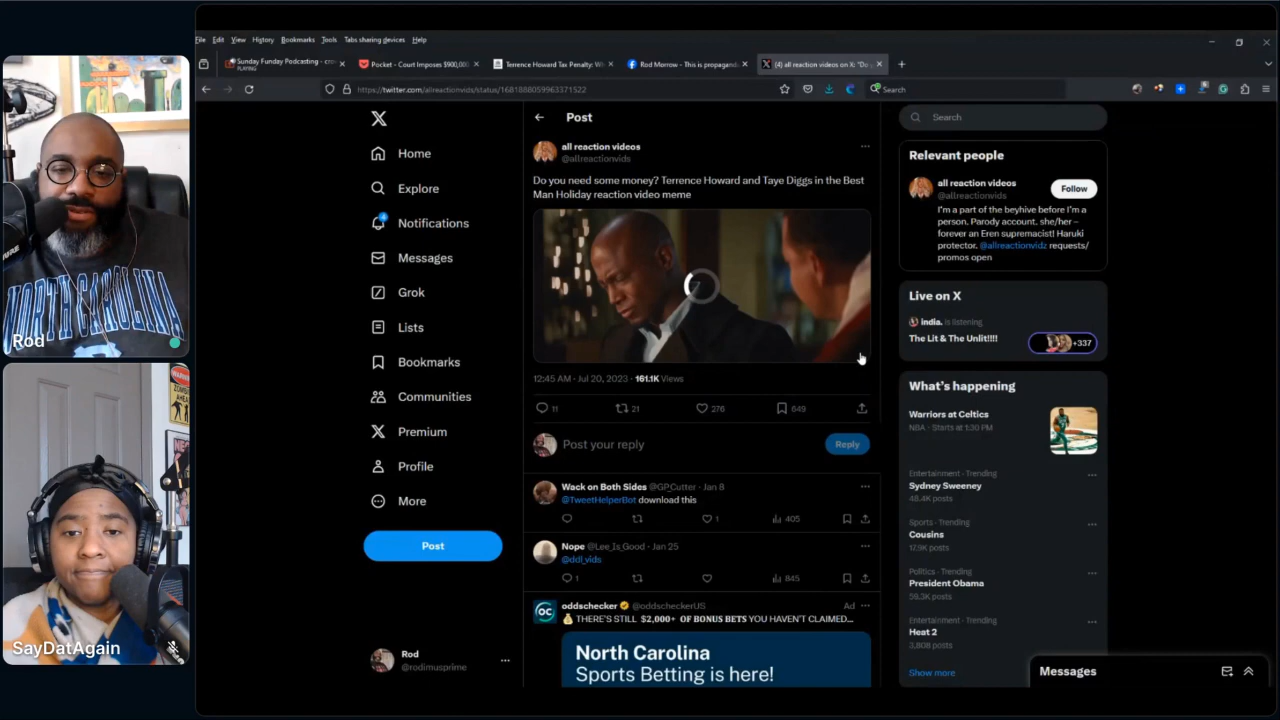 File Edit View History Bookmarks Tools Tabs sharing devices Help
Sunday Funday Podcasting - cro
PLAYING
Pocket - Court Imposes $900,000
Terrence Howard Tax Penalty: Wh
Rod Morrow - This is propaganda
(4) all reaction videos on X: "Do y
https://twitter.com/allreactionvids/status/1681888059963371522
Search
Rod
NORTH CAROLINA
SayDatAgain
Home
Explore
Notifications
Messages
Grok
Lists
Bookmarks
Communities
Premium
Profile
More
Post
Rod
@rodimusprime
Post
all reaction videos
@allreactionvids
Do you need some money? Terrence Howard and Taye Diggs in the Best
Man Holiday reaction video meme
12:45 AM · Jul 20, 2023 · 161.1K Views
11 21 276 649
Post your reply
Reply
Wack on Both Sides @GP_Cutter · Jan 8
@TweetHelperBot download this
1 405
Nope @Lee_Is_Good · Jan 25
@ddl_vids
1 845
oddschecker @oddscheckerUS Ad
💰 THERE'S STILL $2,000+ OF BONUS BETS YOU HAVEN'T CLAIMED...
North Carolina
Sports Betting is here!
Search
Relevant people
all reaction videos
@allreactionvids
Follow
I'm a part of the beyhive before I'm a
person. Parody account. she/her –
forever an Eren supremacist! Haruki
protector. @allreactionvidz requests/
promos open
Live on X
india. is listening
The Lit & The Unlit!!!!
+337
What's happening
Warriors at Celtics
NBA · Starts at 1:30 PM
Entertainment · Trending
Sydney Sweeney
48.4K posts
Sports · Trending
Cousins
17.9K posts
Politics · Trending
President Obama
59.3K posts
Entertainment · Trending
Heat 2
3,808 posts
Show more
Messages